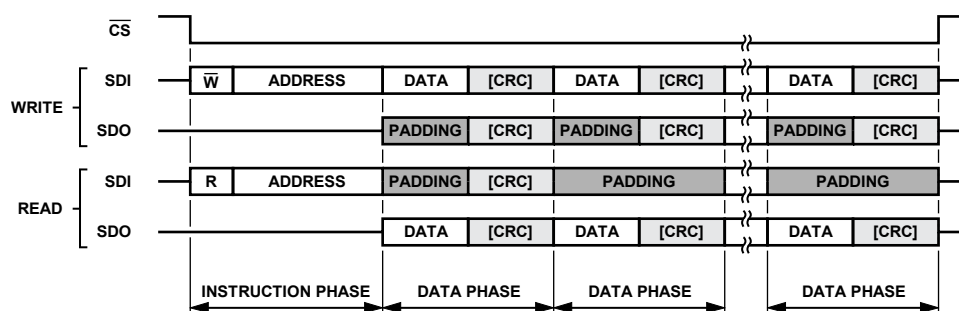 CS
SDI W ADDRESS DATA [CRC] DATA [CRC] DATA [CRC]
WRITE
SDO PADDING [CRC] PADDING [CRC] PADDING [CRC]
SDI R ADDRESS PADDING [CRC] PADDING PADDING
READ
SDO DATA [CRC] DATA [CRC] DATA [CRC]
INSTRUCTION PHASE DATA PHASE DATA PHASE DATA PHASE